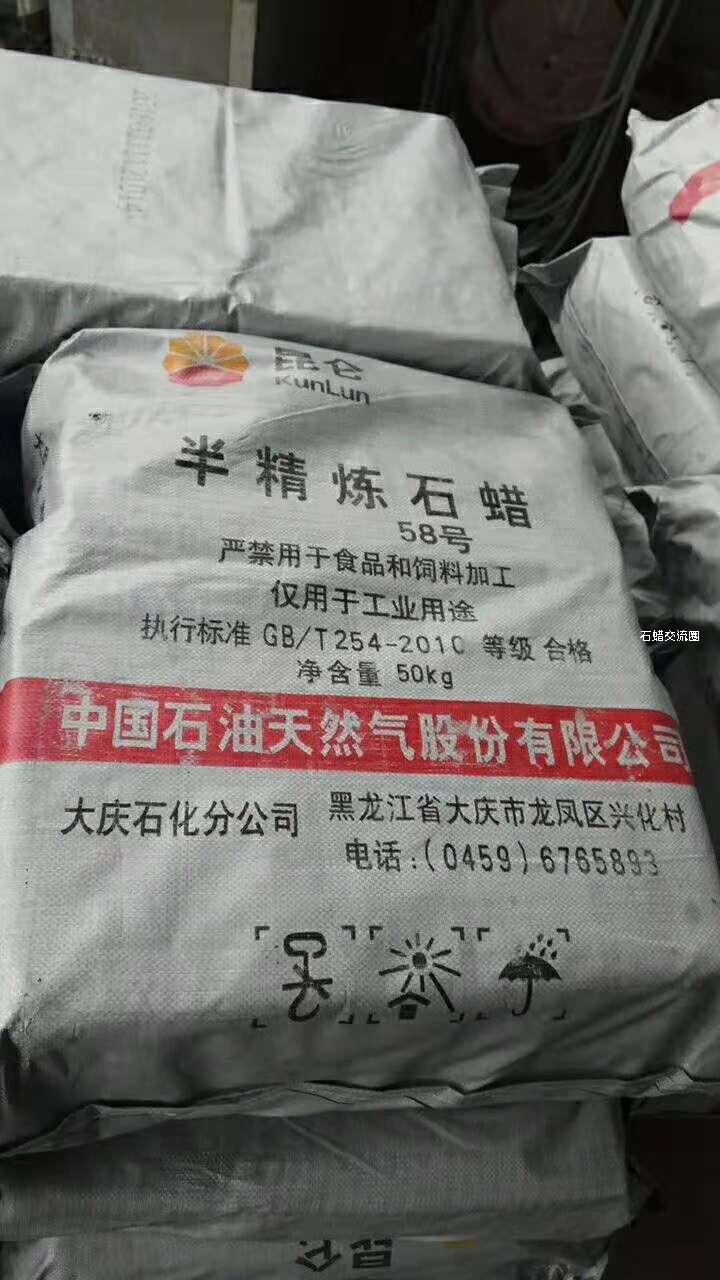 昆仑
KunLun
半精炼石蜡
58号
严禁用于食品和饲料加工
仅用于工业用途
执行标准 GB/T254-2010 等级 合格
净含量 50kg
石蜡交流圈
中国石油天然气股份有限公司
大庆石化分公司
黑龙江省大庆市龙凤区兴化村
电话:(0459)6765893
昆仑